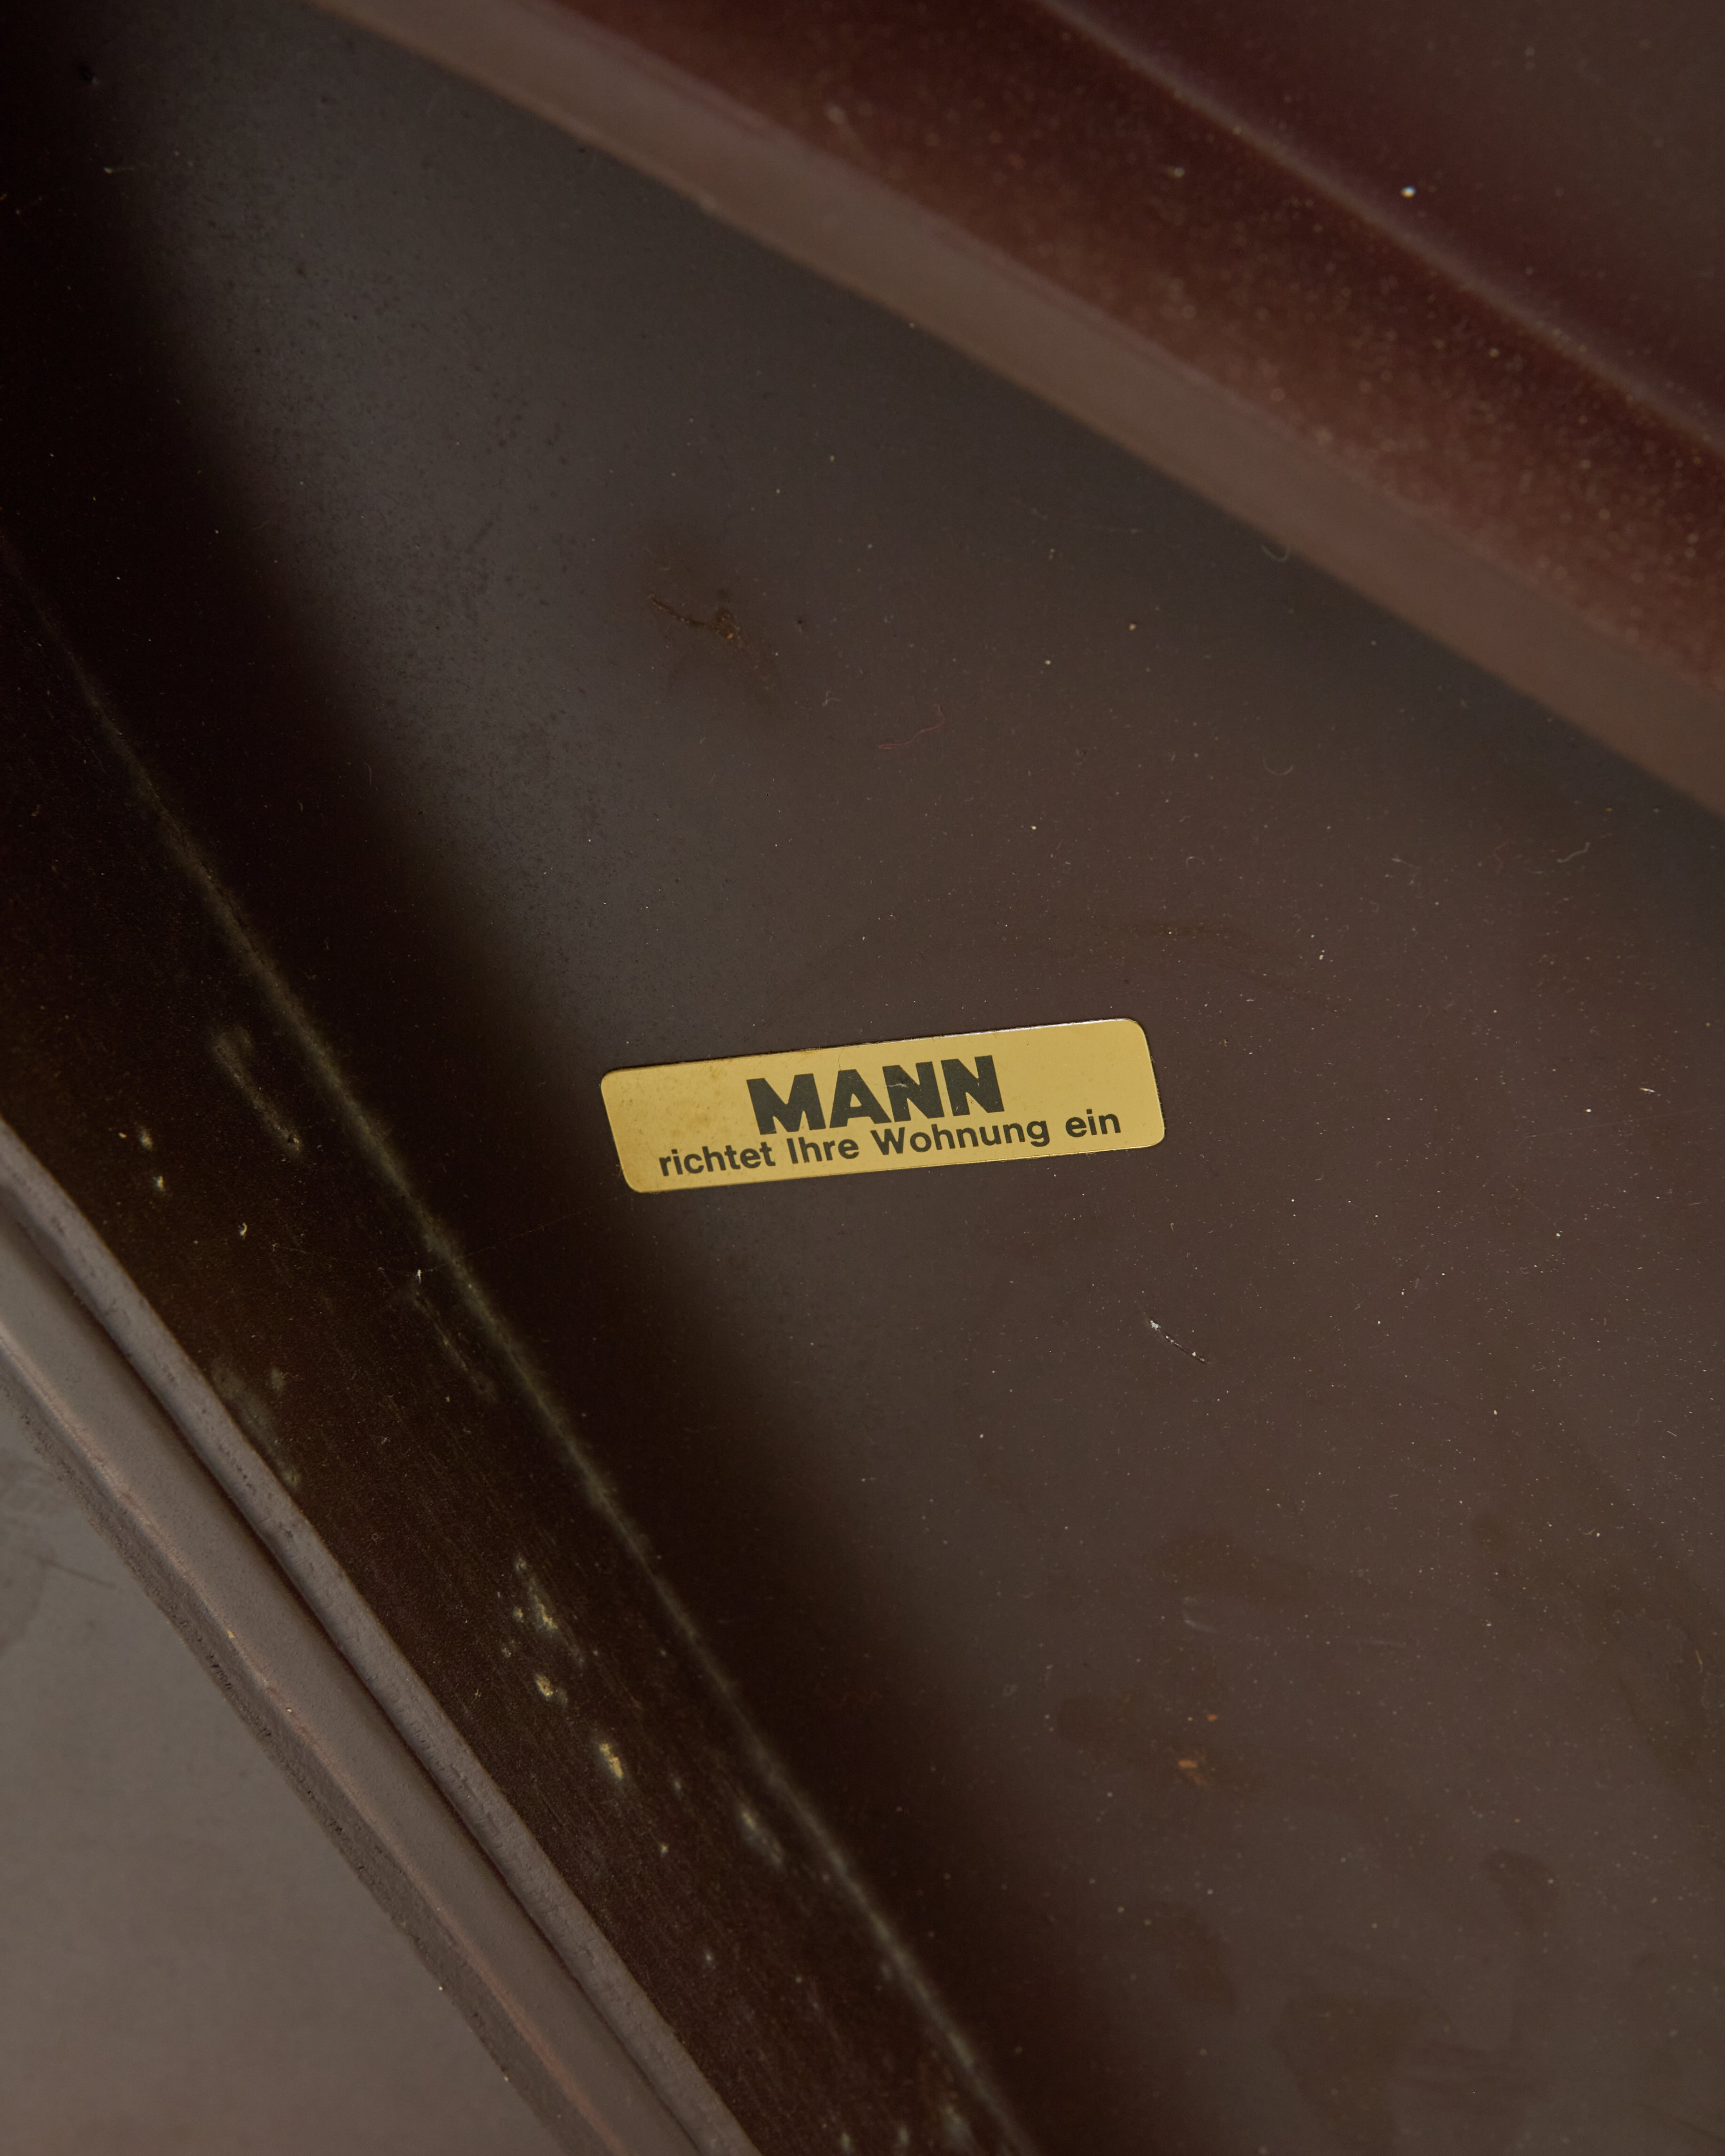 MANN
richtet Ihre Wohnung ein